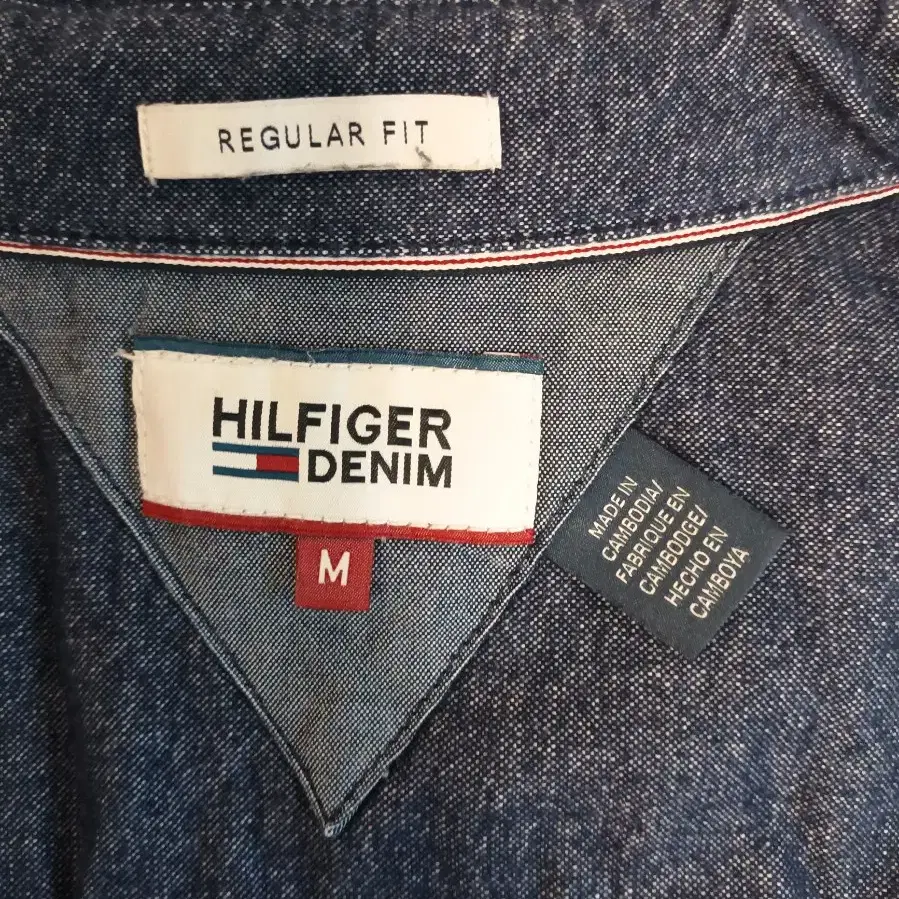 REGULAR FIT
HILFIGER
DENIM
M
MADE IN
CAMBODIA/
FABRIQUE EN
CAMBODGE/
HECHO EN
CAMBOYA